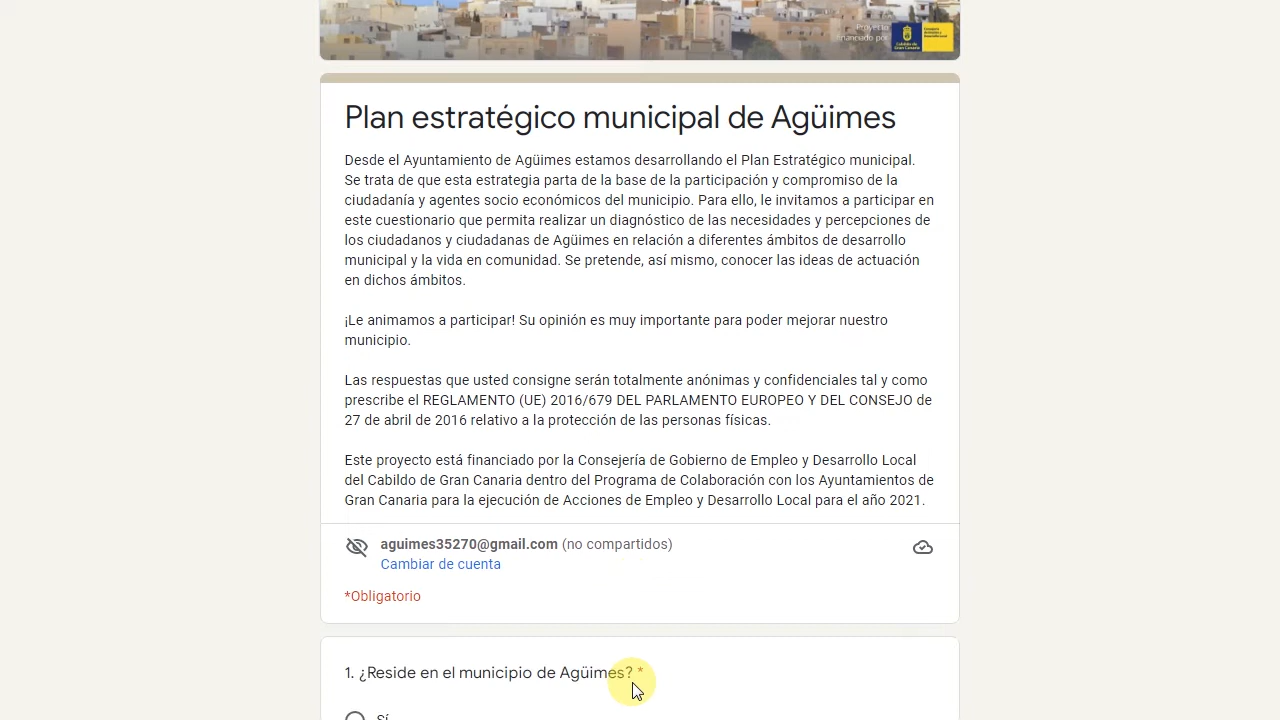 Proyecto
financiado por
Cabildo de
Gran Canaria
Plan estratégico municipal de Agüimes
Desde el Ayuntamiento de Agüimes estamos desarrollando el Plan Estratégico municipal.
Se trata de que esta estrategia parta de la base de la participación y compromiso de la
ciudadanía y agentes socio económicos del municipio. Para ello, le invitamos a participar en
este cuestionario que permita realizar un diagnóstico de las necesidades y percepciones de
los ciudadanos y ciudadanas de Agüimes en relación a diferentes ámbitos de desarrollo
municipal y la vida en comunidad. Se pretende, así mismo, conocer las ideas de actuación
en dichos ámbitos.
¡Le animamos a participar! Su opinión es muy importante para poder mejorar nuestro
municipio.
Las respuestas que usted consigne serán totalmente anónimas y confidenciales tal y como
prescribe el REGLAMENTO (UE) 2016/679 DEL PARLAMENTO EUROPEO Y DEL CONSEJO de
27 de abril de 2016 relativo a la protección de las personas físicas.
Este proyecto está financiado por la Consejería de Gobierno de Empleo y Desarrollo Local
del Cabildo de Gran Canaria dentro del Programa de Colaboración con los Ayuntamientos de
Gran Canaria para la ejecución de Acciones de Empleo y Desarrollo Local para el año 2021.
aguimes35270@gmail.com (no compartidos)
Cambiar de cuenta
*Obligatorio
1. ¿Reside en el municipio de Agüimes? *
Sí